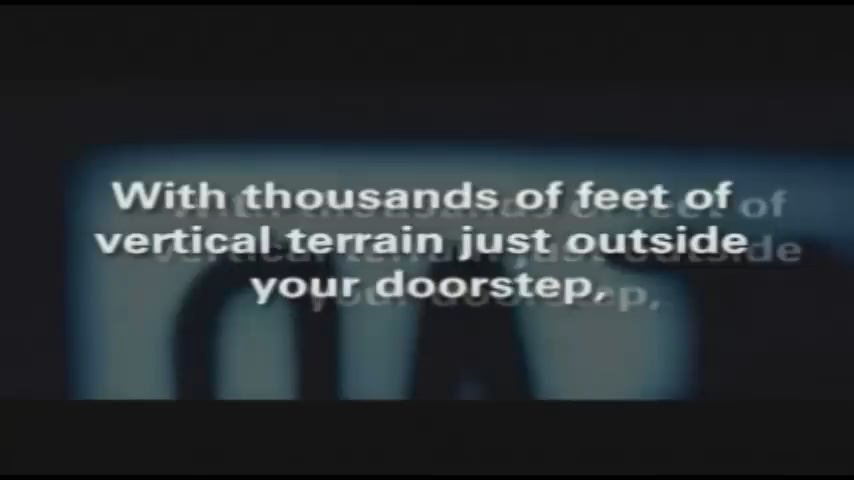 With thousands of feet of
vertical terrain just outside
your doorstep,